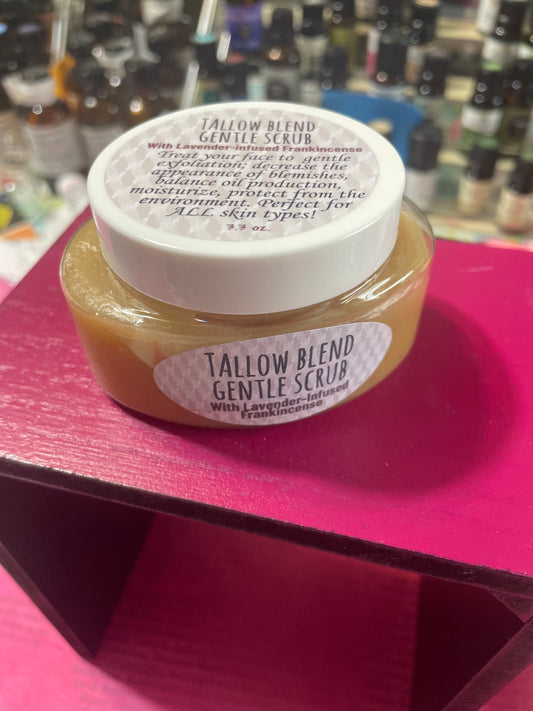 TALLOW BLEND
GENTLE SCRUB
With Lavender-Infused Frankincense
Treat your face to gentle
exfoliation; decrease the
appearance of blemishes,
balance oil production,
moisturize, protect from the
environment. Perfect for
ALL skin types!
3.3 oz.
TALLOW BLEND
GENTLE SCRUB
With Lavender-Infused
Frankincense